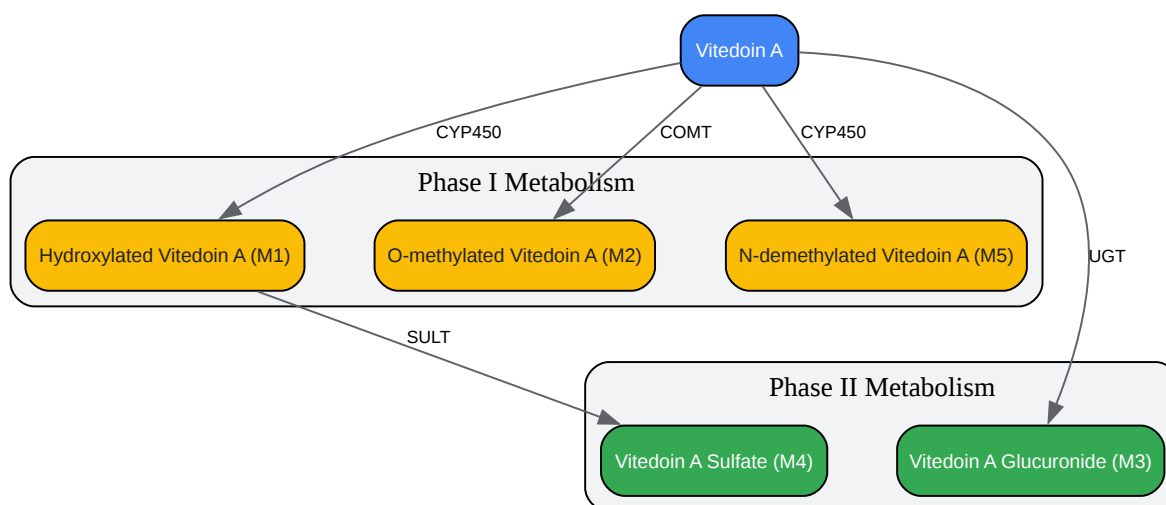 Vitedoin A
CYP450
COMT
CYP450
Phase I Metabolism
Hydroxylated Vitedoin A (M1)
O-methylated Vitedoin A (M2)
N-demethylated Vitedoin A (M5)
UGT
SULT
Phase II Metabolism
Vitedoin A Sulfate (M4)
Vitedoin A Glucuronide (M3)